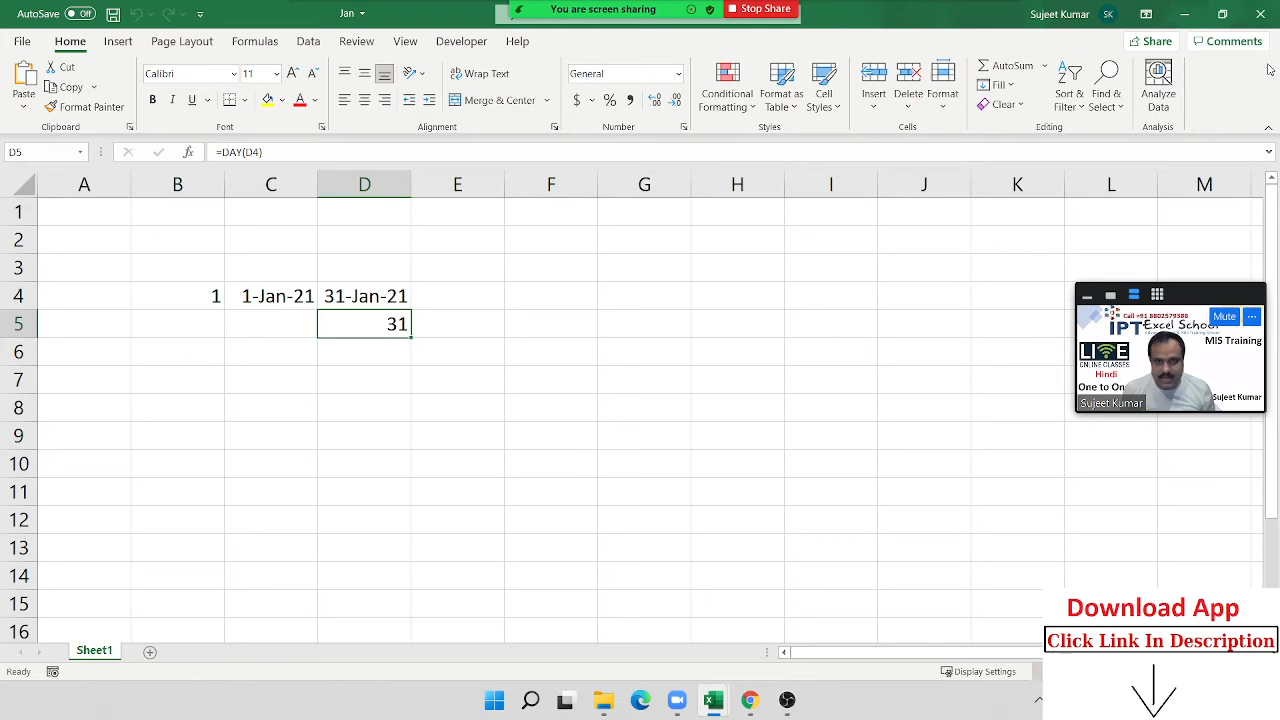 AutoSave Off
Jan
You are screen sharing
Stop Share
Sujeet Kumar
SK
File Home Insert Page Layout Formulas Data Review View Developer Help
Share
Comments
Paste
Cut
Copy
Format Painter
Clipboard
Calibri
11
B I U
Font
Wrap Text
Merge & Center
Alignment
General
$ % ,
Number
Conditional Formatting
Format as Table
Cell Styles
Styles
Insert
Delete
Format
Cells
AutoSum
Fill
Clear
Sort & Filter
Find & Select
Editing
Analyze Data
Analysis
D5
fx
=DAY(D4)
A B C D E F G H I J K L M
1
2
3
4 1 1-Jan-21 31-Jan-21
5 31
6
7
8
9
10
11
12
13
14
15
16
Call +91 8802579388
Mute
IPT Excel School
MIS Training
LIVE
ONLINE CLASSES
Hindi
One to On
Sujeet Kumar
Sujeet Kumar
Download App
Click Link In Description
Sheet1
Ready
Display Settings